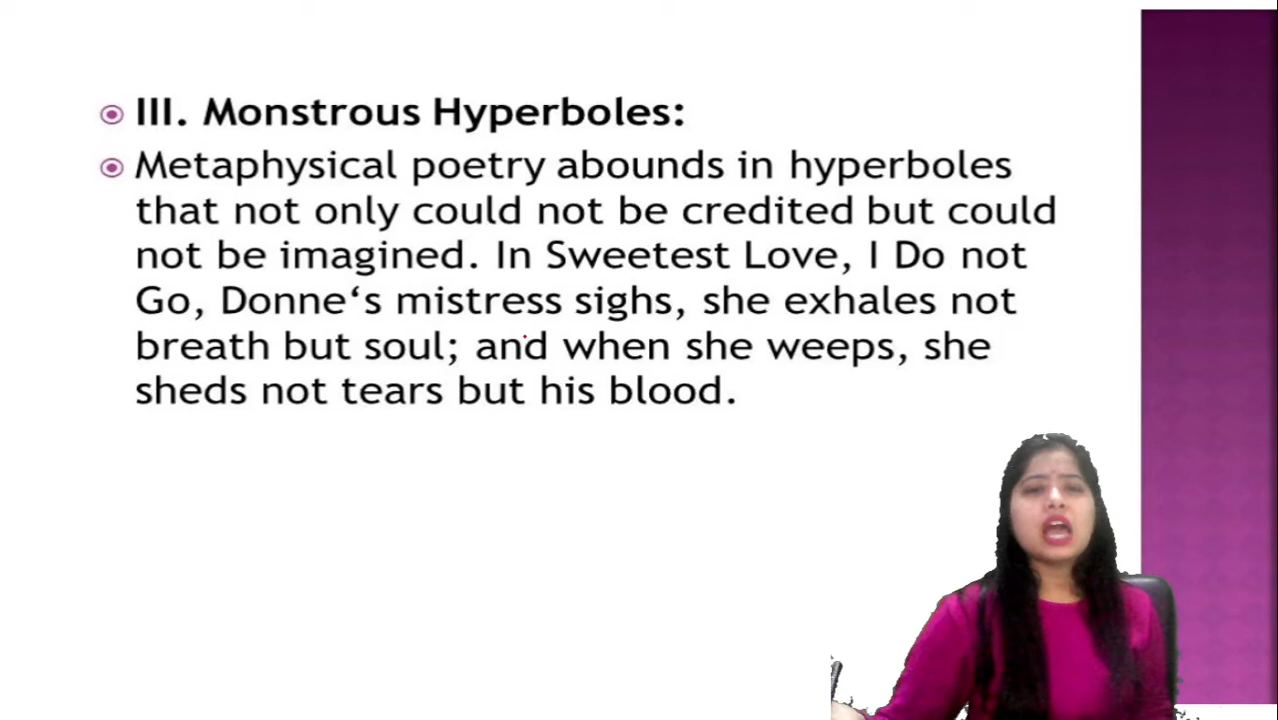 III. Monstrous Hyperboles:
Metaphysical poetry abounds in hyperboles
that not only could not be credited but could
not be imagined. In Sweetest Love, I Do not
Go, Donne‘s mistress sighs, she exhales not
breath but soul; and when she weeps, she
sheds not tears but his blood.